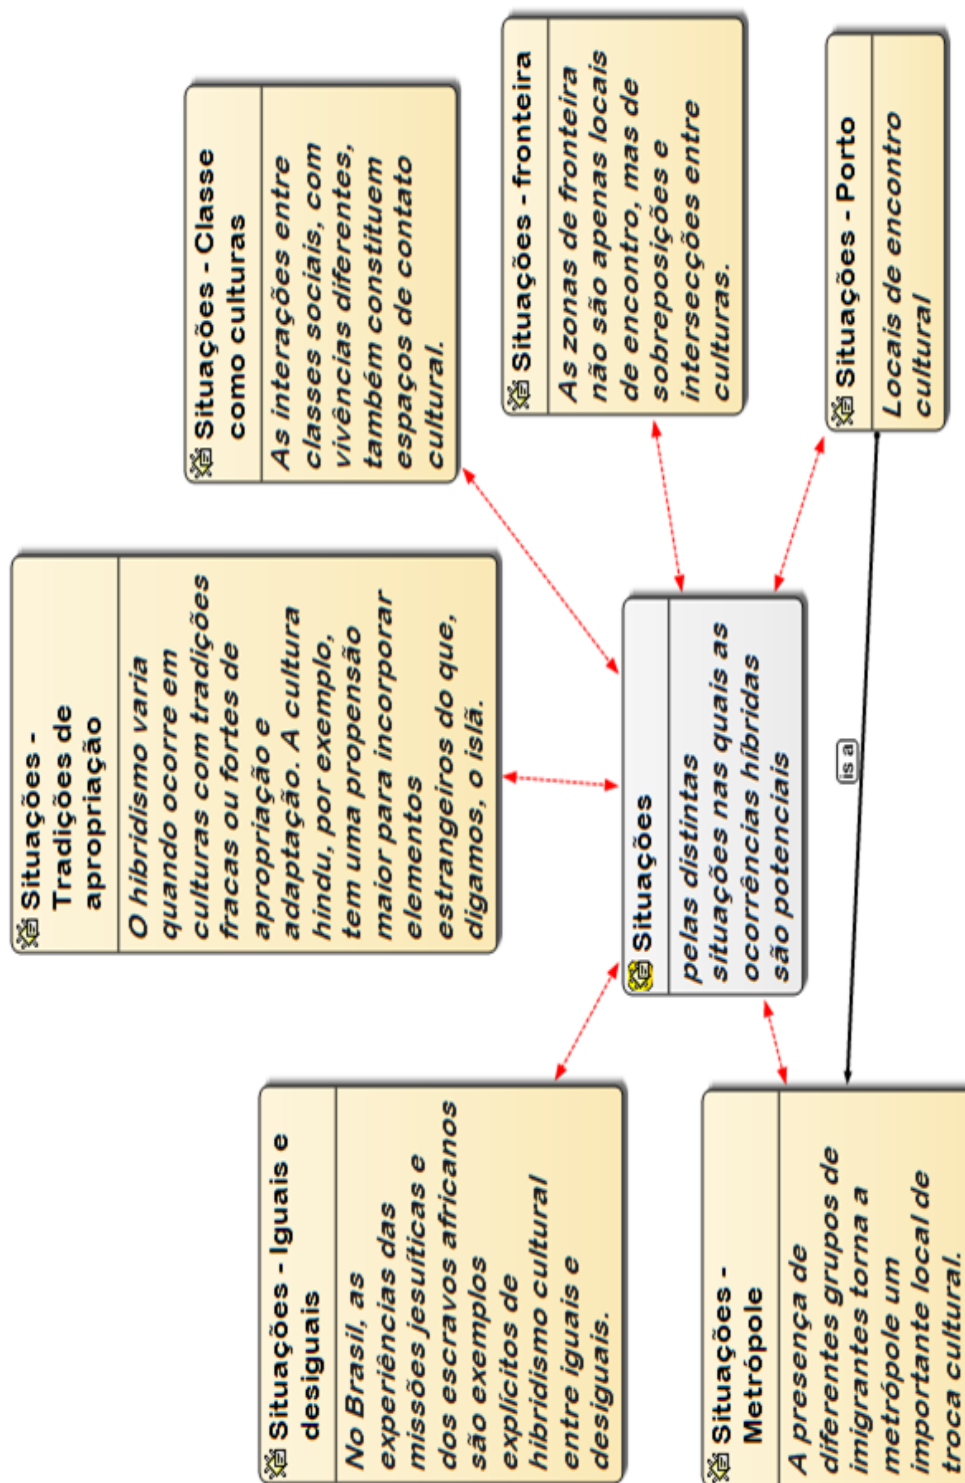 Situações - Iguais e
desiguais
No Brasil, as
experiências das
missões jesuíticas e
dos escravos africanos
são exemplos
explícitos de
hibridismo cultural
entre iguais e
desiguais.
Situações -
Tradições de
apropriação
O hibridismo varia
quando ocorre em
culturas com tradições
fracas ou fortes de
apropriação e
adaptação. A cultura
hindu, por exemplo,
tem uma propensão
maior para incorporar
elementos
estrangeiros do que,
digamos, o islã.
Situações - Classe
como culturas
As interações entre
classes sociais, com
vivências diferentes,
também constituem
espaços de contato
cultural.
Situações
pelas distintas
situações nas quais as
ocorrências híbridas
são potenciais
Situações - fronteira
As zonas de fronteira
não são apenas locais
de encontro, mas de
sobreposições e
intersecções entre
culturas.
Situações -
Metrópole
A presença de
diferentes grupos de
imigrantes torna a
metrópole um
importante local de
troca cultural.
is a
Situações - Porto
Locais de encontro
cultural